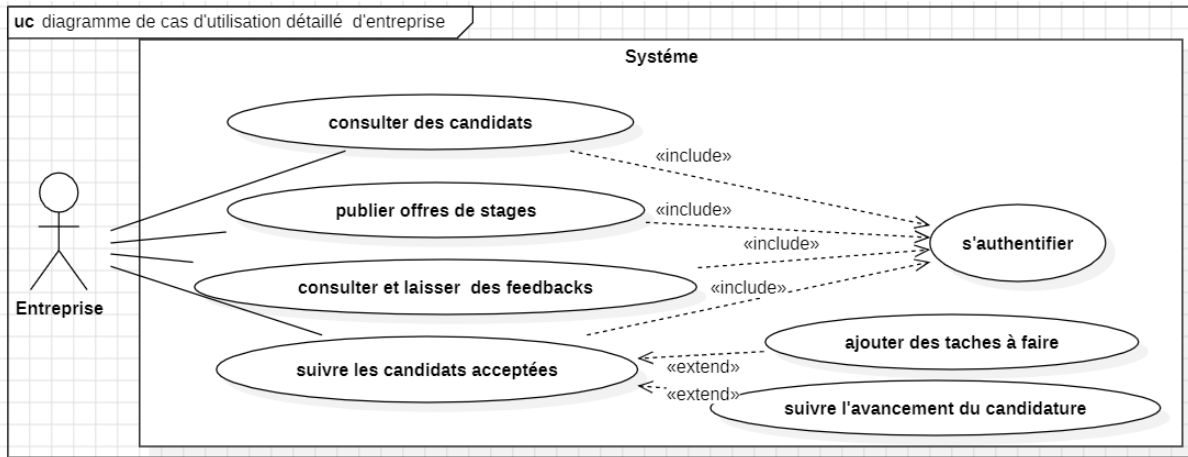 uc diagramme de cas d'utilisation détaillé d'entreprise
Systéme
consulter des candidats
«include»
publier offres de stages
«include»
s'authentifier
«include»
consulter et laisser des feedbacks
«include»
Entreprise
ajouter des taches à faire
suivre les candidats acceptées
«extend»
«extend»
suivre l'avancement du candidature